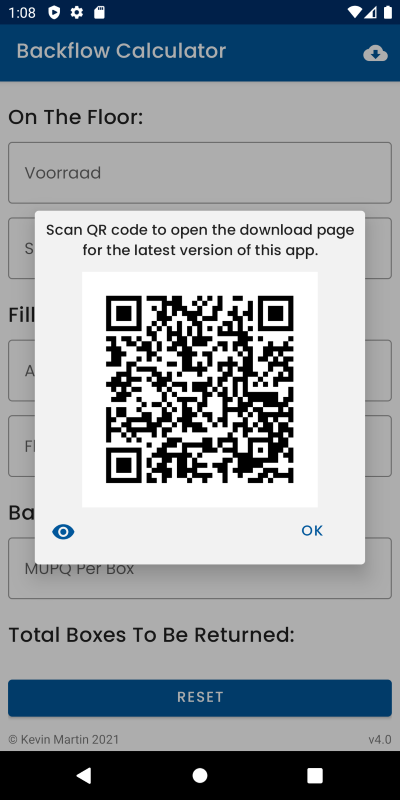 1:08
Backflow Calculator
On The Floor:
Voorraad
Scan QR code to open the download page
for the latest version of this app.
S
Fill
A
Fl
Ba
OK
MUPQ Per Box
Total Boxes To Be Returned:
RESET
© Kevin Martin 2021
v4.0